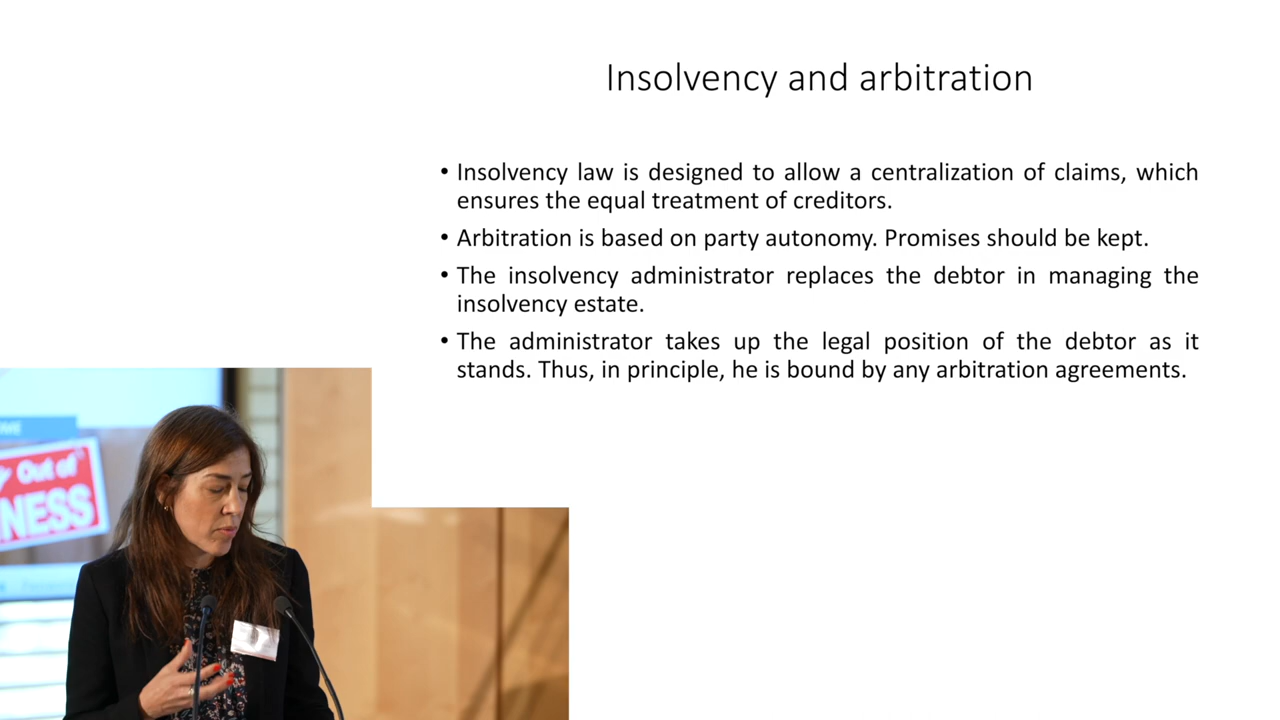 Insolvency and arbitration
• Insolvency law is designed to allow a centralization of claims, which
ensures the equal treatment of creditors.
• Arbitration is based on party autonomy. Promises should be kept.
• The insolvency administrator replaces the debtor in managing the
insolvency estate.
• The administrator takes up the legal position of the debtor as it
stands. Thus, in principle, he is bound by any arbitration agreements.
Out of
NESS